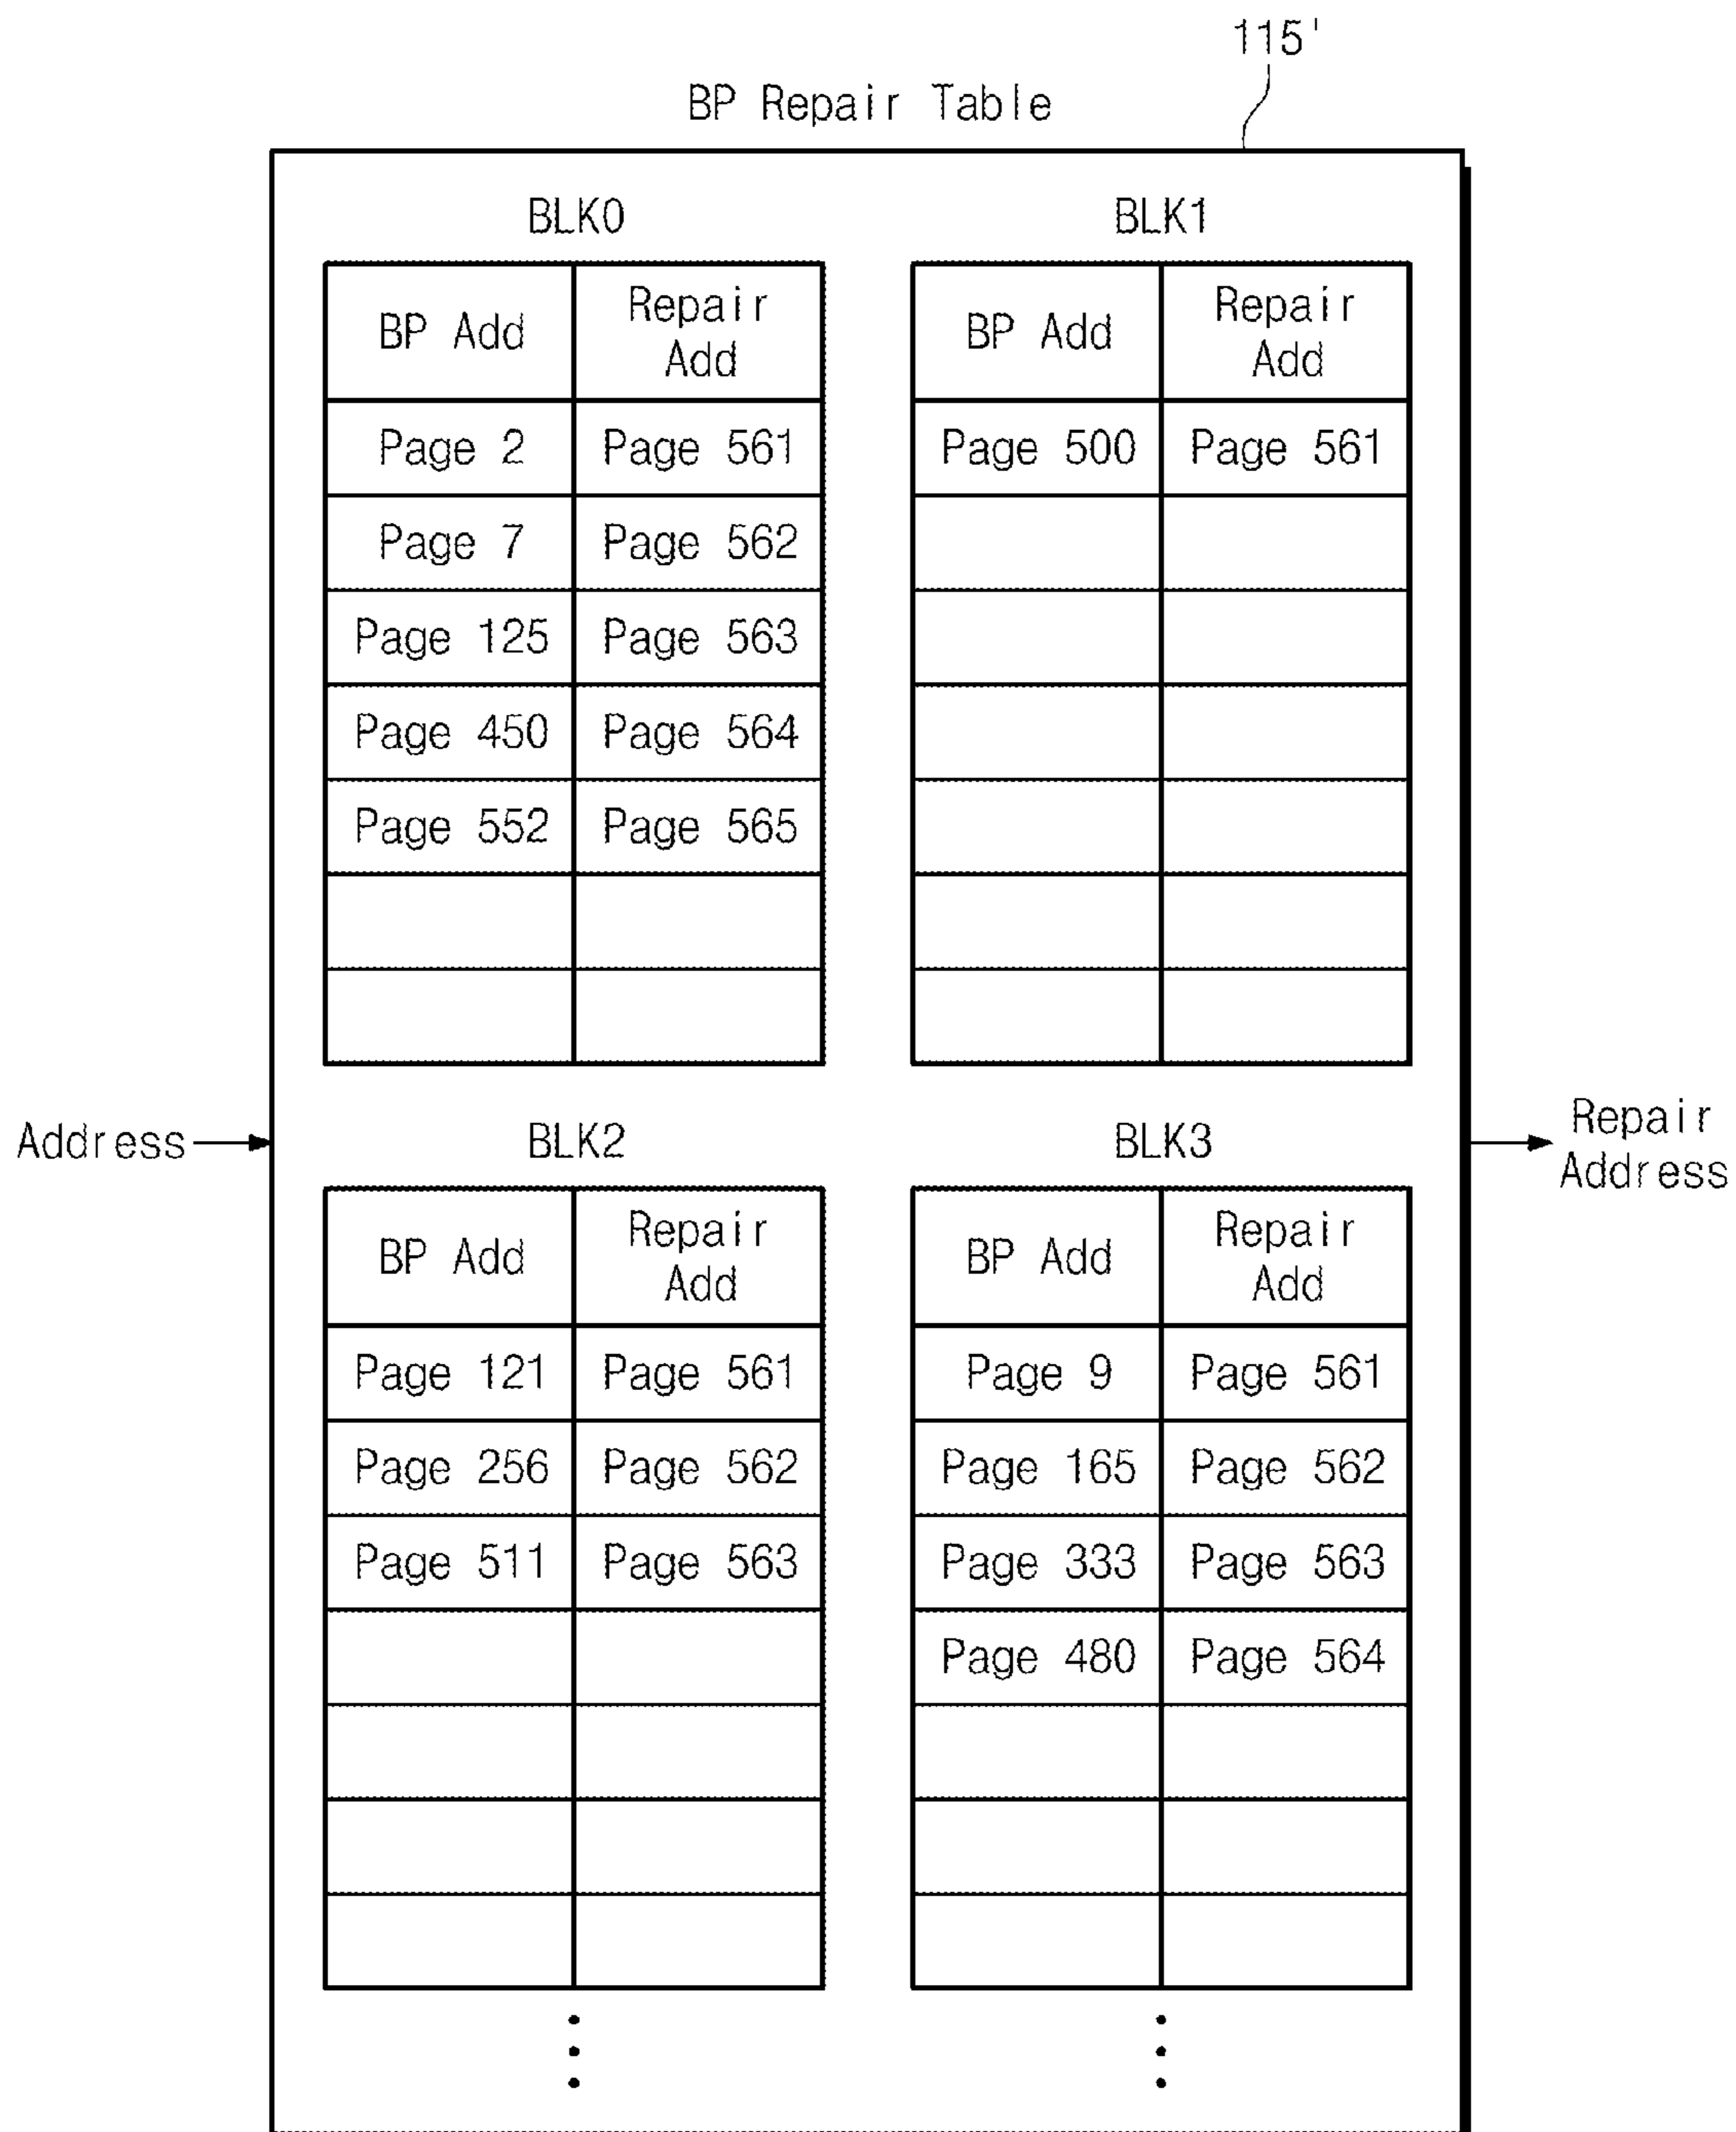 115'
BP Repair Table
BLK0
BP Add Repair Add
Page 2 Page 561
Page 7 Page 562
Page 125 Page 563
Page 450 Page 564
Page 552 Page 565
BLK1
BP Add Repair Add
Page 500 Page 561
Address
BLK2
BP Add Repair Add
Page 121 Page 561
Page 256 Page 562
Page 511 Page 563
BLK3
BP Add Repair Add
Page 9 Page 561
Page 165 Page 562
Page 333 Page 563
Page 480 Page 564
Repair
Address